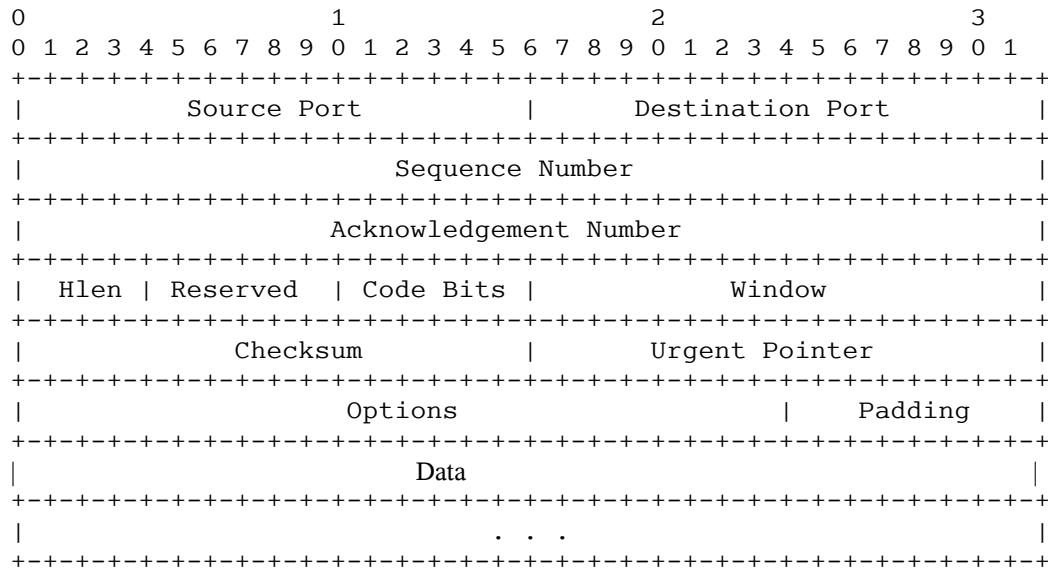 0                   1                   2                   3
0 1 2 3 4 5 6 7 8 9 0 1 2 3 4 5 6 7 8 9 0 1 2 3 4 5 6 7 8 9 0 1
+-+-+-+-+-+-+-+-+-+-+-+-+-+-+-+-+-+-+-+-+-+-+-+-+-+-+-+-+-+-+-+-+
|          Source Port          |      Destination Port         |
+-+-+-+-+-+-+-+-+-+-+-+-+-+-+-+-+-+-+-+-+-+-+-+-+-+-+-+-+-+-+-+-+
|                       Sequence Number                         |
+-+-+-+-+-+-+-+-+-+-+-+-+-+-+-+-+-+-+-+-+-+-+-+-+-+-+-+-+-+-+-+-+
|                   Acknowledgement Number                      |
+-+-+-+-+-+-+-+-+-+-+-+-+-+-+-+-+-+-+-+-+-+-+-+-+-+-+-+-+-+-+-+-+
|  Hlen | Reserved  | Code Bits |            Window             |
+-+-+-+-+-+-+-+-+-+-+-+-+-+-+-+-+-+-+-+-+-+-+-+-+-+-+-+-+-+-+-+-+
|             Checksum          |       Urgent Pointer          |
+-+-+-+-+-+-+-+-+-+-+-+-+-+-+-+-+-+-+-+-+-+-+-+-+-+-+-+-+-+-+-+-+
|                    Options                    |    Padding    |
+-+-+-+-+-+-+-+-+-+-+-+-+-+-+-+-+-+-+-+-+-+-+-+-+-+-+-+-+-+-+-+-+
|                         Data                                  |
+-+-+-+-+-+-+-+-+-+-+-+-+-+-+-+-+-+-+-+-+-+-+-+-+-+-+-+-+-+-+-+-+
|                             . . .                             |
+-+-+-+-+-+-+-+-+-+-+-+-+-+-+-+-+-+-+-+-+-+-+-+-+-+-+-+-+-+-+-+-+